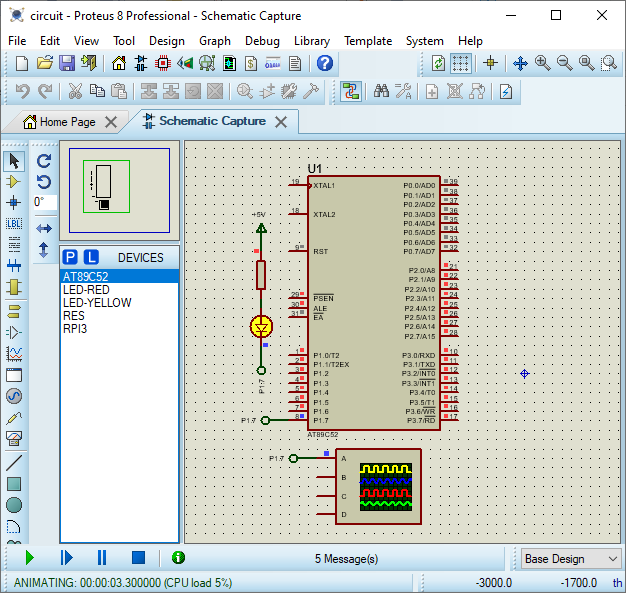 circuit - Proteus 8 Professional - Schematic Capture
File Edit View Tool Design Graph Debug Library Template System Help
Home Page Schematic Capture
0°
LBL
P L DEVICES
AT89C52
LED-RED
LED-YELLOW
RES
RPI3
+5V
P1.7
P1.7
P1.7
U1
19 XTAL1
18 XTAL2
9 RST
29 PSEN
30 ALE
31 EA
1 P1.0/T2
2 P1.1/T2EX
3 P1.2
4 P1.3
5 P1.4
6 P1.5
7 P1.6
8 P1.7
P0.0/AD0 39
P0.1/AD1 38
P0.2/AD2 37
P0.3/AD3 36
P0.4/AD4 35
P0.5/AD5 34
P0.6/AD6 33
P0.7/AD7 32
P2.0/A8 21
P2.1/A9 22
P2.2/A10 23
P2.3/A11 24
P2.4/A12 25
P2.5/A13 26
P2.6/A14 27
P2.7/A15 28
P3.0/RXD 10
P3.1/TXD 11
P3.2/INT0 12
P3.3/INT1 13
P3.4/T0 14
P3.5/T1 15
P3.6/WR 16
P3.7/RD 17
AT89C52
A
B
C
D
5 Message(s)
Base Design
ANIMATING: 00:00:03.300000 (CPU load 5%)
-3000.0 -1700.0 th